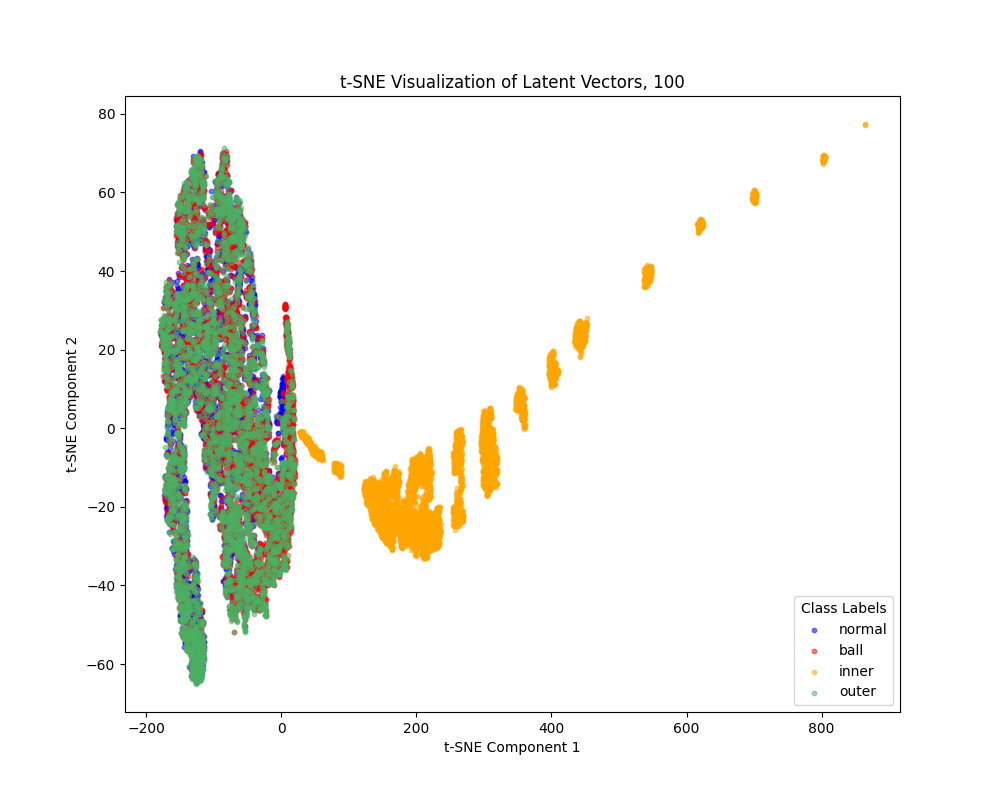 t-SNE Visualization of Latent Vectors, 100
80
60
40
20
0
−20
−40
−60
t-SNE Component 2
−200
0
200
400
600
800
t-SNE Component 1
Class Labels
normal
ball
inner
outer